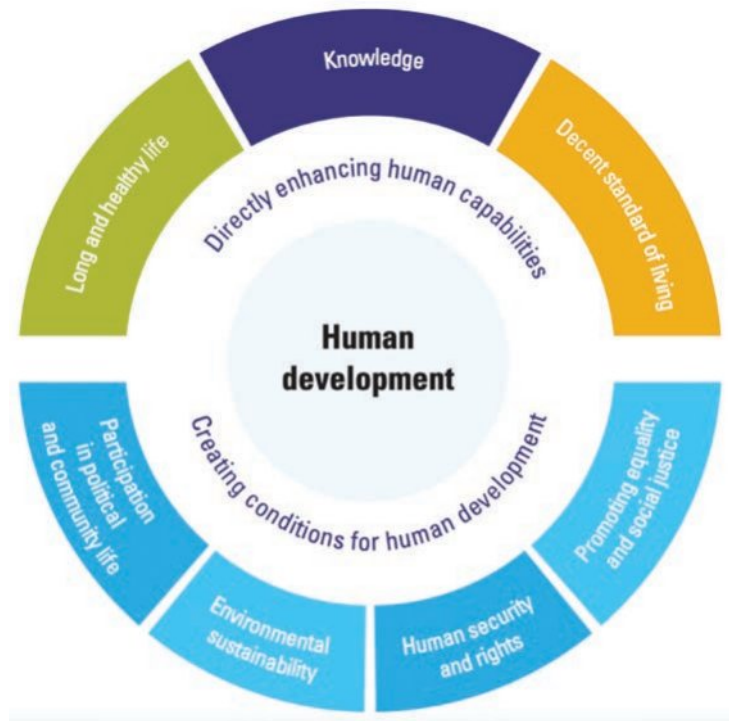 Knowledge
Long and healthy life
Decent standard of living
Directly enhancing human capabilities
Human
development
Creating conditions for human development
Participation
in political
and community life
Environmental
sustainability
Human security
and rights
Promoting equality
and social justice